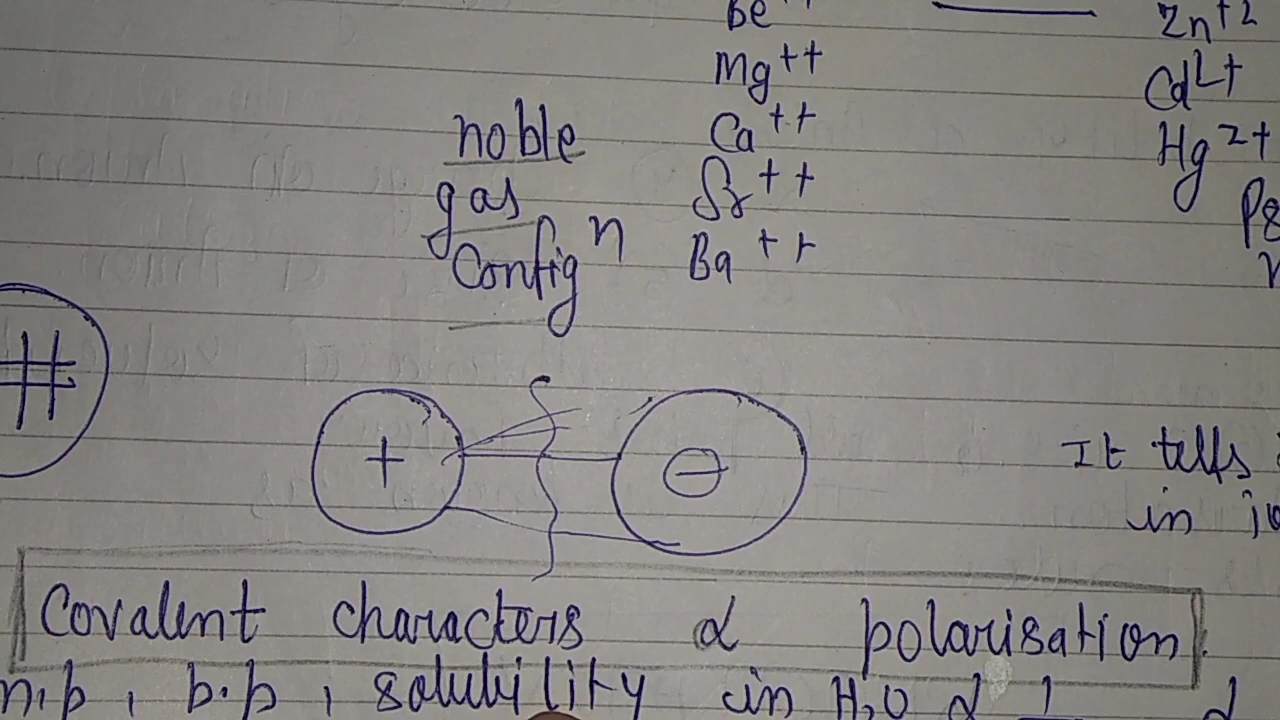 Be++ Zn+2
Mg++ Cd2+
noble Ca++ Hg2+
gas Sr++
Confign Ba++
#
+ -
It tells
in
Covalent characters ∝ polarisation
m.p, b.p, solubility in H2O ∝ 1